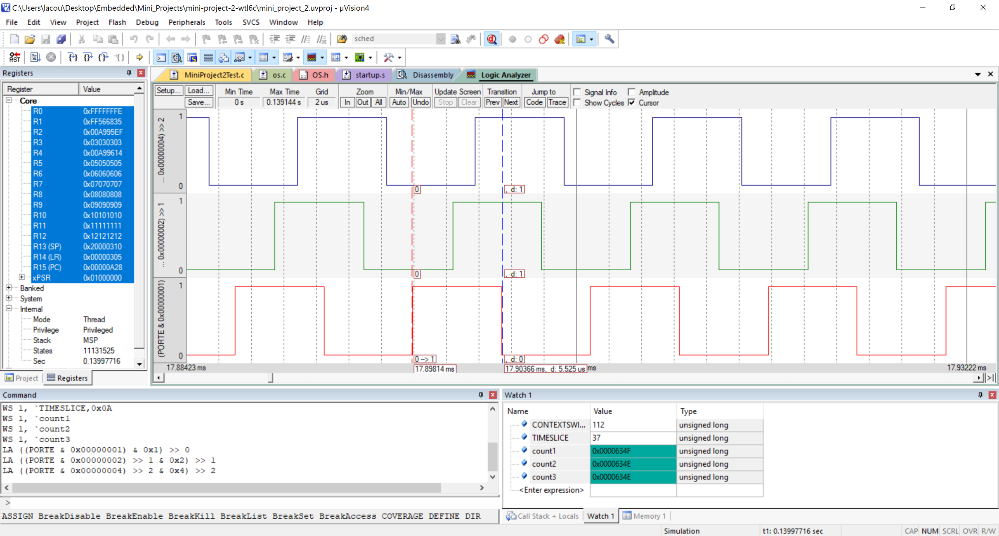 C:\Users\lacou\Desktop\Embedded\Mini_Projects\mini-project-2-wtl6c\mini_project_2.uvproj - µVision4
File Edit View Project Flash Debug Peripherals Tools SVCS Window Help
sched
RST
Registers
Register Value
Core
R0 0xFFFFFFFE
R1 0xFF566835
R2 0x00A995EF
R3 0x03030303
R4 0x00A99614
R5 0x05050505
R6 0x06060606
R7 0x07070707
R8 0x08080808
R9 0x09090909
R10 0x10101010
R11 0x11111111
R12 0x12121212
R13 (SP) 0x20000310
R14 (LR) 0x00000305
R15 (PC) 0x00000A28
xPSR 0x01000000
Banked
System
Internal
Mode Thread
Privilege Privileged
Stack MSP
States 11131525
Sec 0.13997716
Project Registers
MiniProject2Test.c os.c OS.h startup.s Disassembly Logic Analyzer
Setup... Load... Min Time Max Time Grid Zoom Min/Max Update Screen Transition Jump to Signal Info Amplitude
Save... 0 s 0.139144 s 2 us In Out All Auto Undo Stop Clear Prev Next Code Trace Show Cycles Cursor
... 0x00000004) >> 2
1
0
0 , d: 1
... 0x00000002) >> 1
1
0
0 , d: 1
(PORTE & 0x00000001)
1
0
0 --> 1 , d: 0
17.88423 ms 17.89814 ms 17.90366 ms, d: 5.525 us ms 17.93222 ms
Command
WS 1, `TIMESLICE,0x0A
WS 1, `count1
WS 1, `count2
WS 1, `count3
LA ((PORTE & 0x00000001) & 0x1) >> 0
LA ((PORTE & 0x00000002) >> 1 & 0x2) >> 1
LA ((PORTE & 0x00000004) >> 2 & 0x4) >> 2
>
ASSIGN BreakDisable BreakEnable BreakKill BreakList BreakSet BreakAccess COVERAGE DEFINE DIR
Watch 1
Name Value Type
CONTEXTSWI... 112 unsigned long
TIMESLICE 37 unsigned long
count1 0x0000634F unsigned long
count2 0x0000634E unsigned long
count3 0x0000634E unsigned long
<Enter expression>
Call Stack + Locals Watch 1 Memory 1
Simulation t1: 0.13997716 sec CAP NUM SCRL OVR R/W